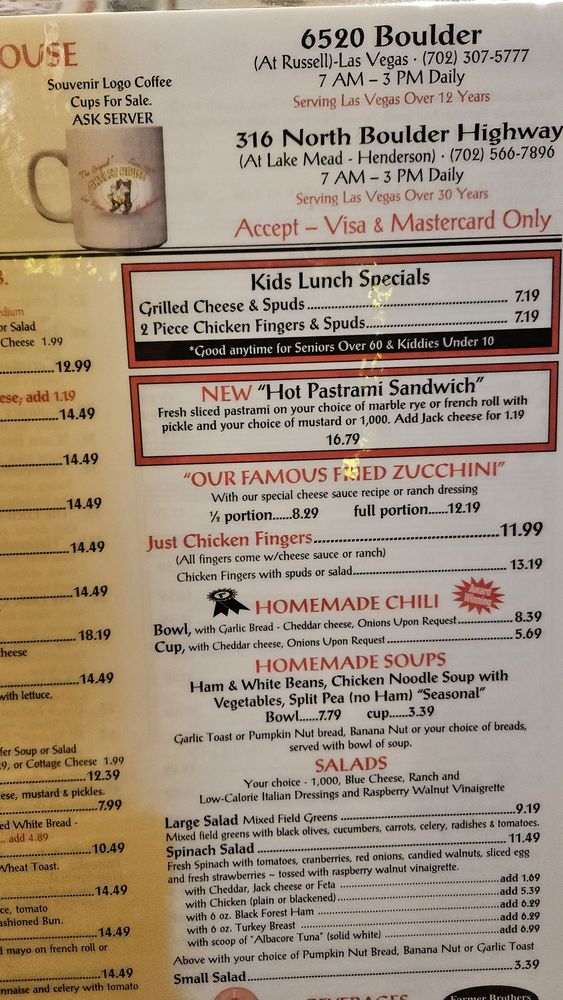 OUSE
Souvenir Logo Coffee
Cups For Sale.
ASK SERVER
6520 Boulder
(At Russell)-Las Vegas · (702) 307-5777
7 AM – 3 PM Daily
Serving Las Vegas Over 12 Years
316 North Boulder Highway
(At Lake Mead - Henderson) · (702) 566-7896
7 AM – 3 PM Daily
Serving Las Vegas Over 30 Years
Accept – Visa & Mastercard Only
or Salad
Cheese 1.99
12.99
add 1.19
14.49
14.49
14.49
14.49
14.49
18.19
14.49
with lettuce,
Soup or Salad
or Cottage Cheese 1.99
12.39
mustard & pickles.
7.99
White Bread -
add 4.89
10.49
Wheat Toast.
14.49
tomato
Bun.
14.49
mayo on french roll or
14.49
and celery with tomato
Kids Lunch Specials
Grilled Cheese & Spuds 7.19
2 Piece Chicken Fingers & Spuds 7.19
*Good anytime for Seniors Over 60 & Kiddies Under 10
NEW "Hot Pastrami Sandwich"
Fresh sliced pastrami on your choice of marble rye or french roll with
pickle and your choice of mustard or 1,000. Add Jack cheese for 1.19
16.79
"OUR FAMOUS FRIED ZUCCHINI"
With our special cheese sauce recipe or ranch dressing
½ portion......8.29 full portion......12.19
Just Chicken Fingers 11.99
(All fingers come w/cheese sauce or ranch)
Chicken Fingers with spuds or salad 13.19
HOMEMADE CHILI Award Winning
Bowl, with Garlic Bread - Cheddar cheese, Onions Upon Request 8.39
Cup, with Cheddar cheese, Onions Upon Request 5.69
HOMEMADE SOUPS
Ham & White Beans, Chicken Noodle Soup with
Vegetables, Split Pea (no Ham) "Seasonal"
Bowl......7.79 cup......3.39
Garlic Toast or Pumpkin Nut bread, Banana Nut or your choice of breads,
served with bowl of soup.
SALADS
Your choice - 1,000, Blue Cheese, Ranch and
Low-Calorie Italian Dressings and Raspberry Walnut Vinaigrette
Large Salad Mixed Field Greens 9.19
Mixed field greens with black olives, cucumbers, carrots, celery, radishes & tomatoes.
Spinach Salad 11.49
Fresh Spinach with tomatoes, cranberries, red onions, candied walnuts, sliced egg
and fresh strawberries ~ tossed with raspberry walnut vinaigrette.
with Cheddar, Jack cheese or Feta add 1.69
with Chicken (plain or blackened) add 5.39
with 6 oz. Black Forest Ham add 6.29
with 6 oz. Turkey Breast add 6.29
with scoop of "Albacore Tuna" (solid white) add 6.99
Above with your choice of Pumpkin Nut Bread, Banana Nut or Garlic Toast
Small Salad 3.39
BEVERAGES
Farmer Brothers